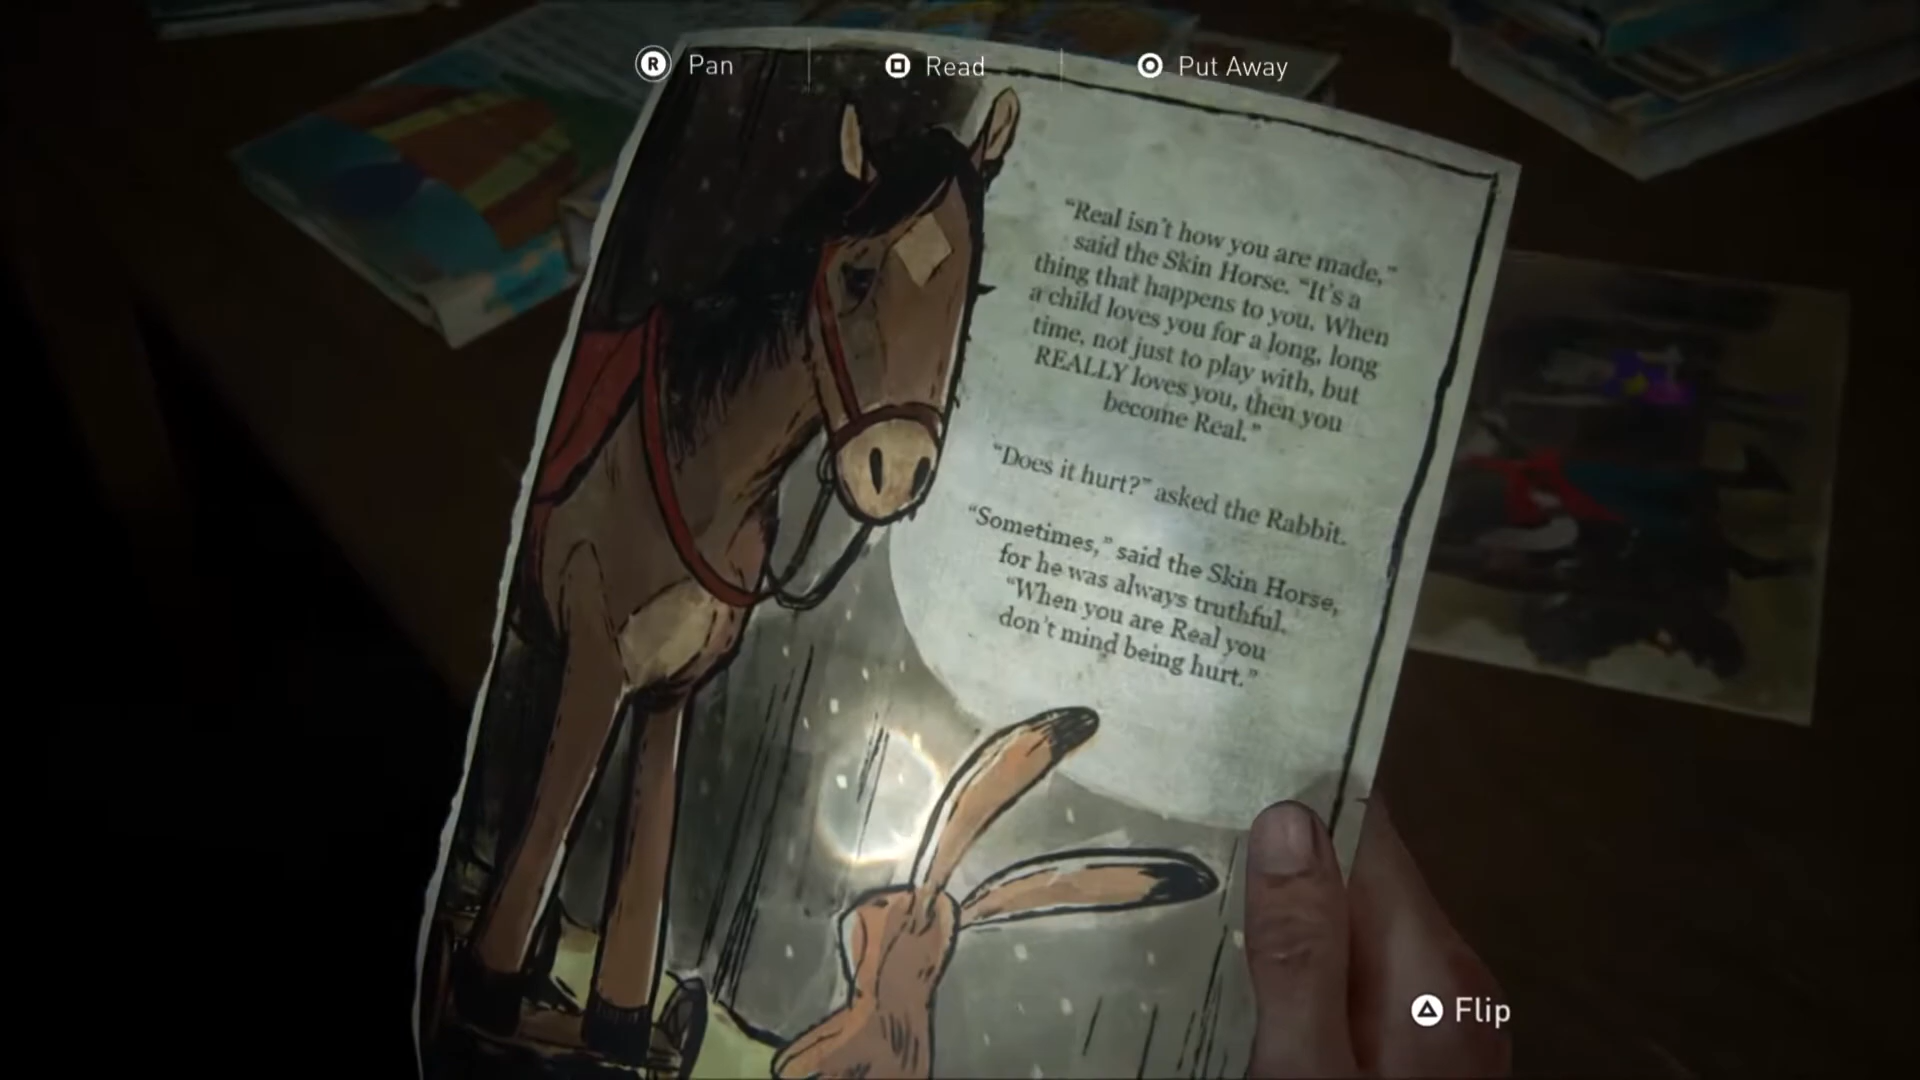 R Pan
Read
Put Away
“Real isn’t how you are made,”
said the Skin Horse. “It’s a
thing that happens to you. When
a child loves you for a long, long
time, not just to play with, but
REALLY loves you, then you
become Real.”
“Does it hurt?” asked the Rabbit.
“Sometimes,” said the Skin Horse,
for he was always truthful.
“When you are Real you
don’t mind being hurt.”
Flip